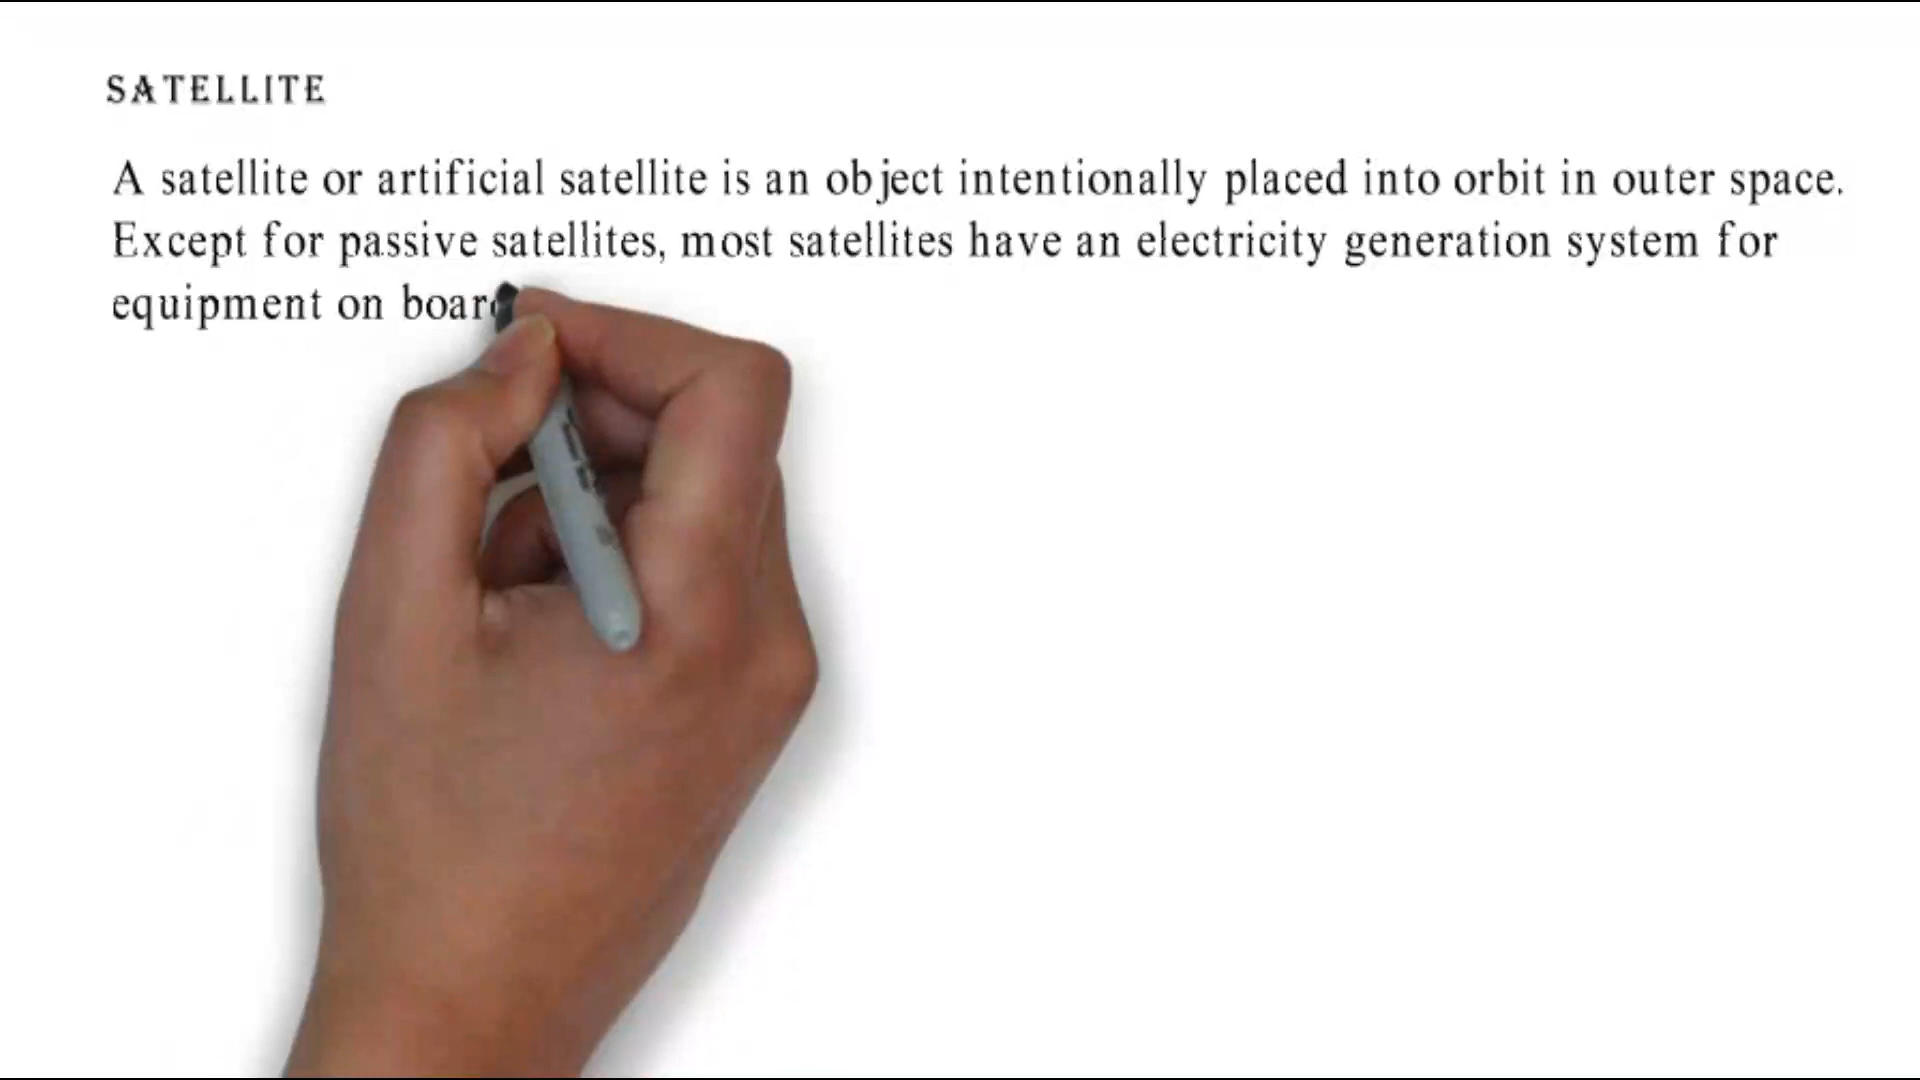 SATELLITE
A satellite or artificial satellite is an object intentionally placed into orbit in outer space.
Except for passive satellites, most satellites have an electricity generation system for
equipment on board